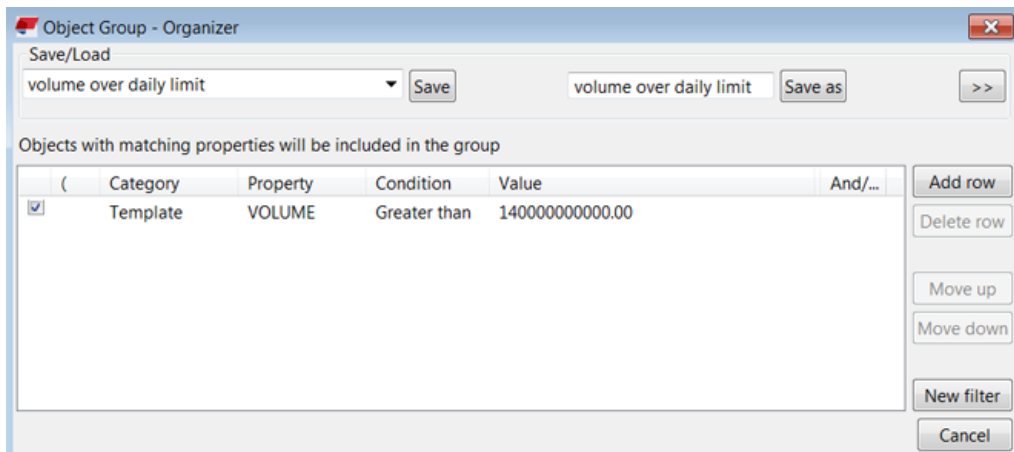 Object Group - Organizer
Save/Load
volume over daily limit Save volume over daily limit Save as >>
Objects with matching properties will be included in the group
( Category Property Condition Value And/...
Template VOLUME Greater than 140000000000.00
Add row
Delete row
Move up
Move down
New filter
Cancel